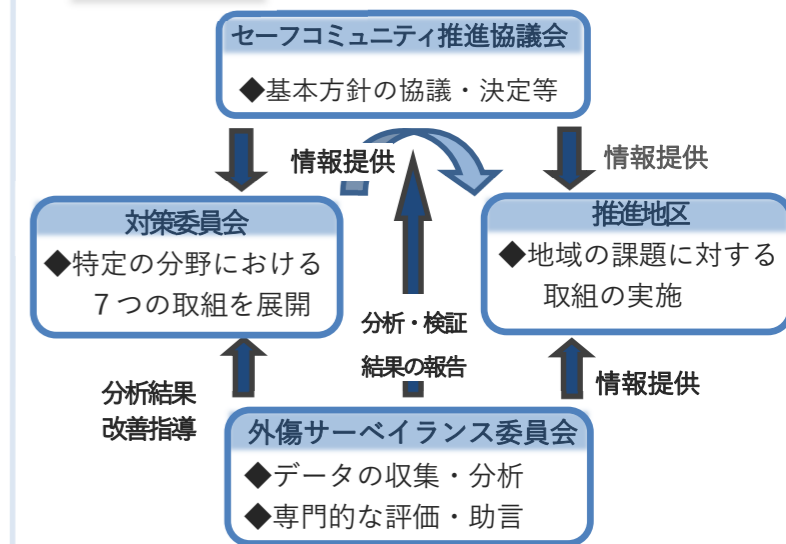 セーフコミュニティ推進協議会
◆基本方針の協議・決定等
情報提供
情報提供
対策委員会
◆特定の分野における
７つの取組を展開
推進地区
◆地域の課題に対する
取組の実施
分析・検証
結果の報告
分析結果
改善指導
情報提供
外傷サーベイランス委員会
◆データの収集・分析
◆専門的な評価・助言